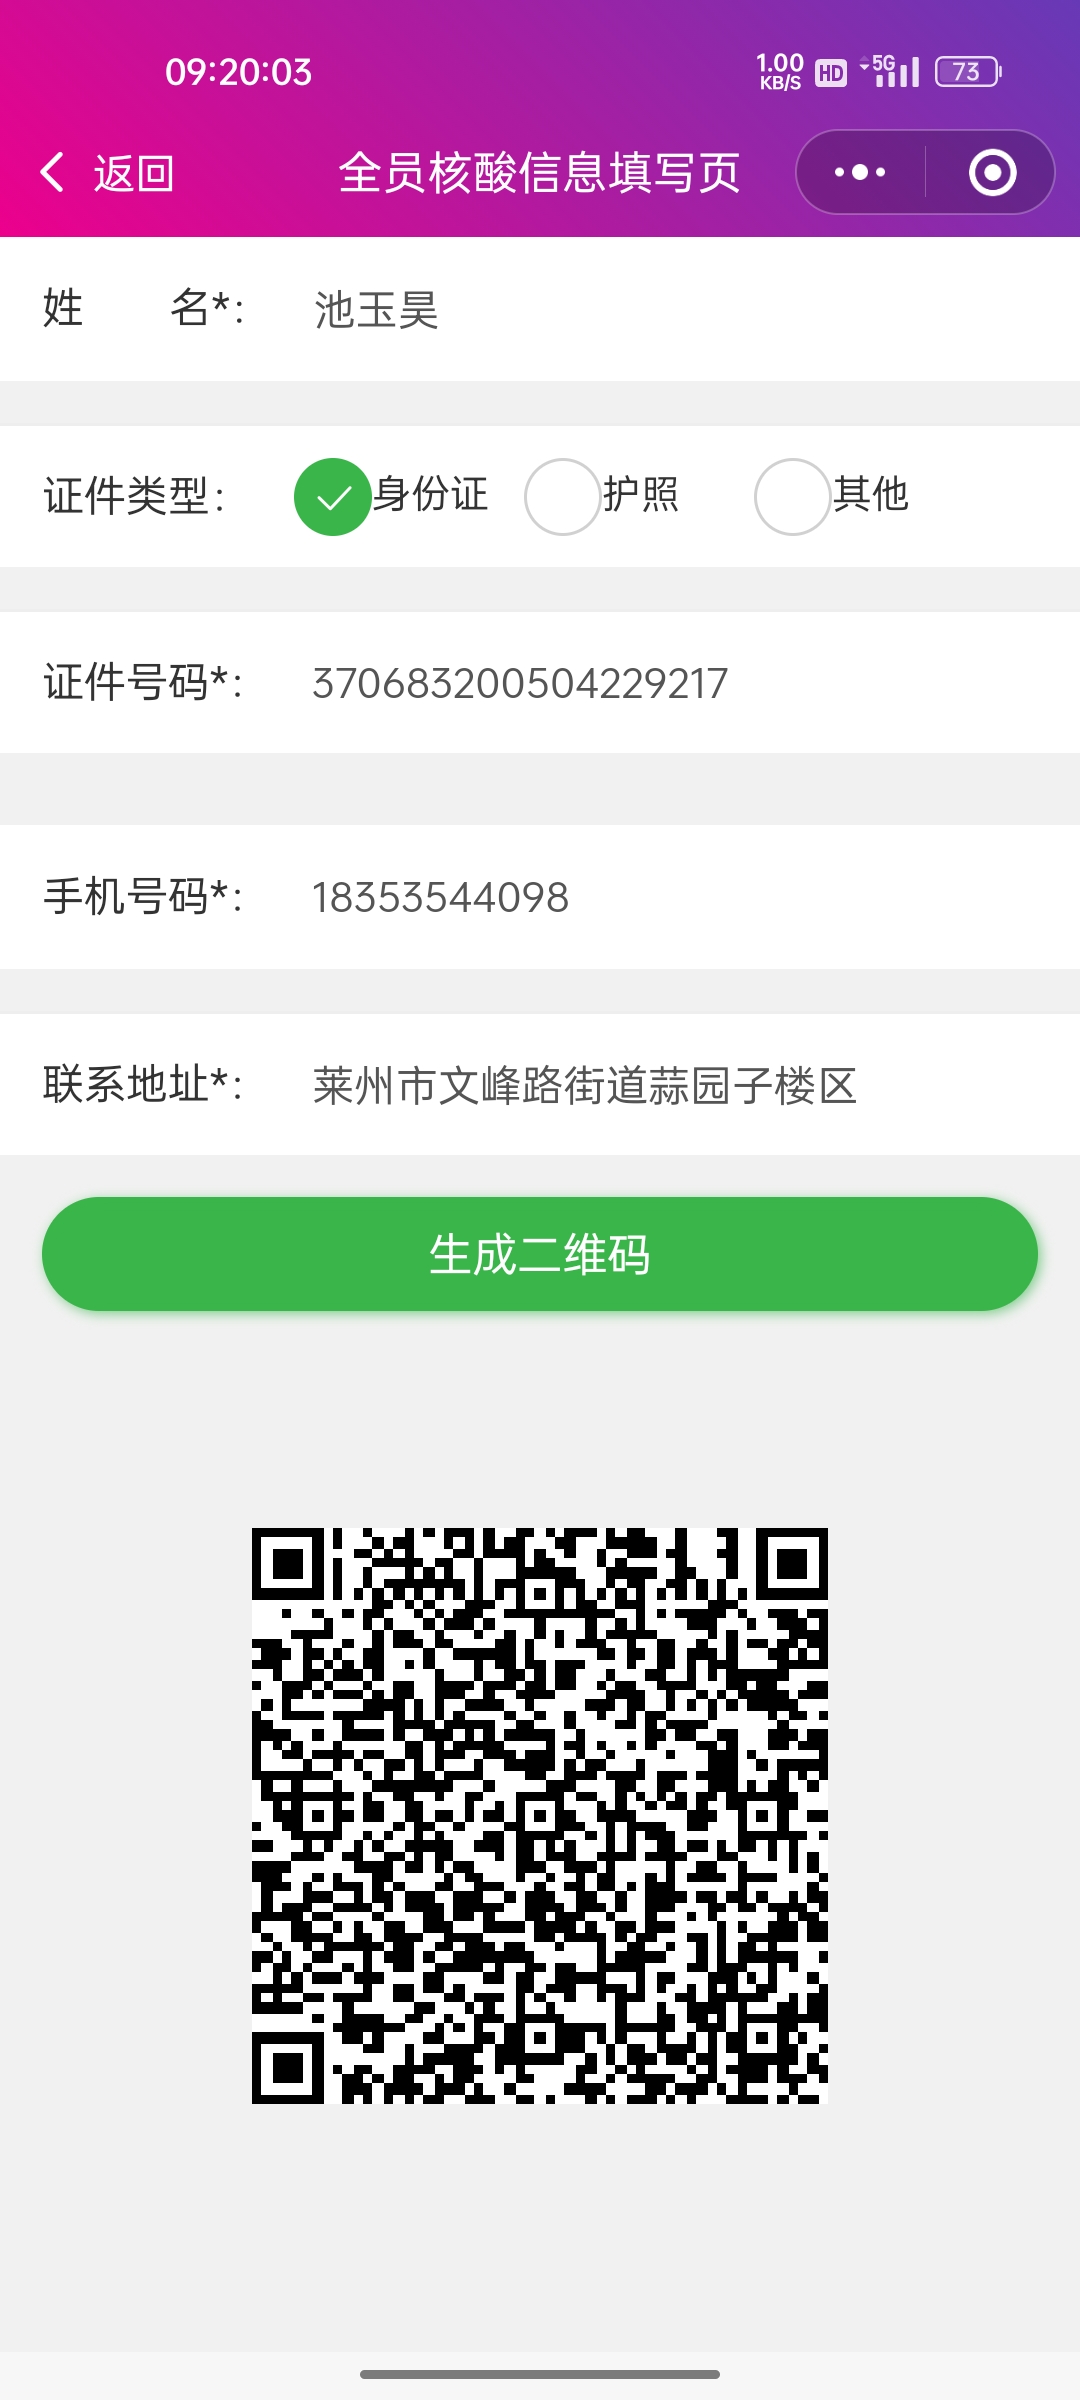 09:20:03 1.00 KB/S HD 5G 73
返回 全员核酸信息填写页
姓 名*: 池玉昊
证件类型: 身份证 护照 其他
证件号码*: 370683200504229217
手机号码*: 18353544098
联系地址*: 莱州市文峰路街道蒜园子楼区
生成二维码